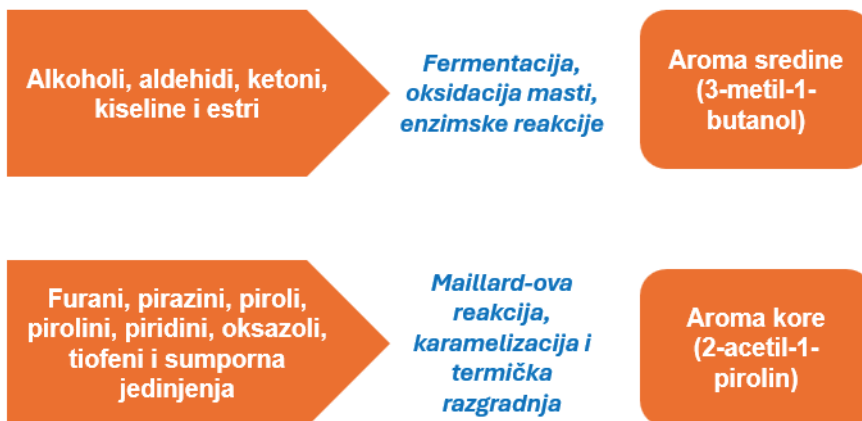 Alkoholi, aldehidi, ketoni,
kiseline i estri
Fermentacija,
oksidacija masti,
enzimske reakcije
Aroma sredine
(3-metil-1-
butanol)
Furani, pirazini, piroli,
pirolini, piridini, oksazoli,
tiofeni i sumporna
jedinjenja
Maillard-ova
reakcija,
karamelizacija i
termička
razgradnja
Aroma kore
(2-acetil-1-
pirolin)